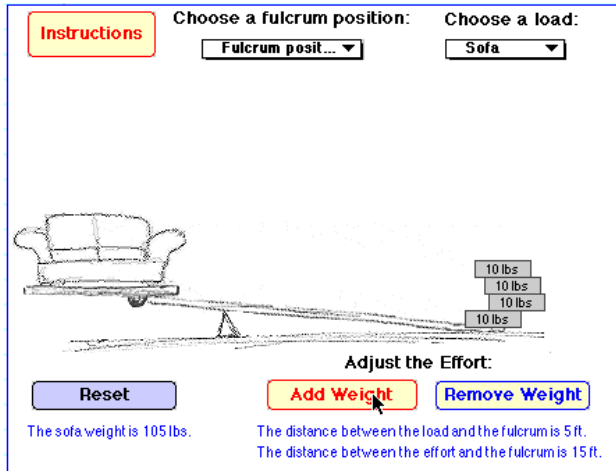 Instructions
Choose a fulcrum position:
Choose a load:
Fulcrum posit...
Sofa
10 lbs
10 lbs
10 lbs
10 lbs
Adjust the Effort:
Reset
Add Weight
Remove Weight
The sofa weight is 105 lbs.
The distance between the load and the fulcrum is 5 ft.
The distance between the effort and the fulcrum is 15 ft.